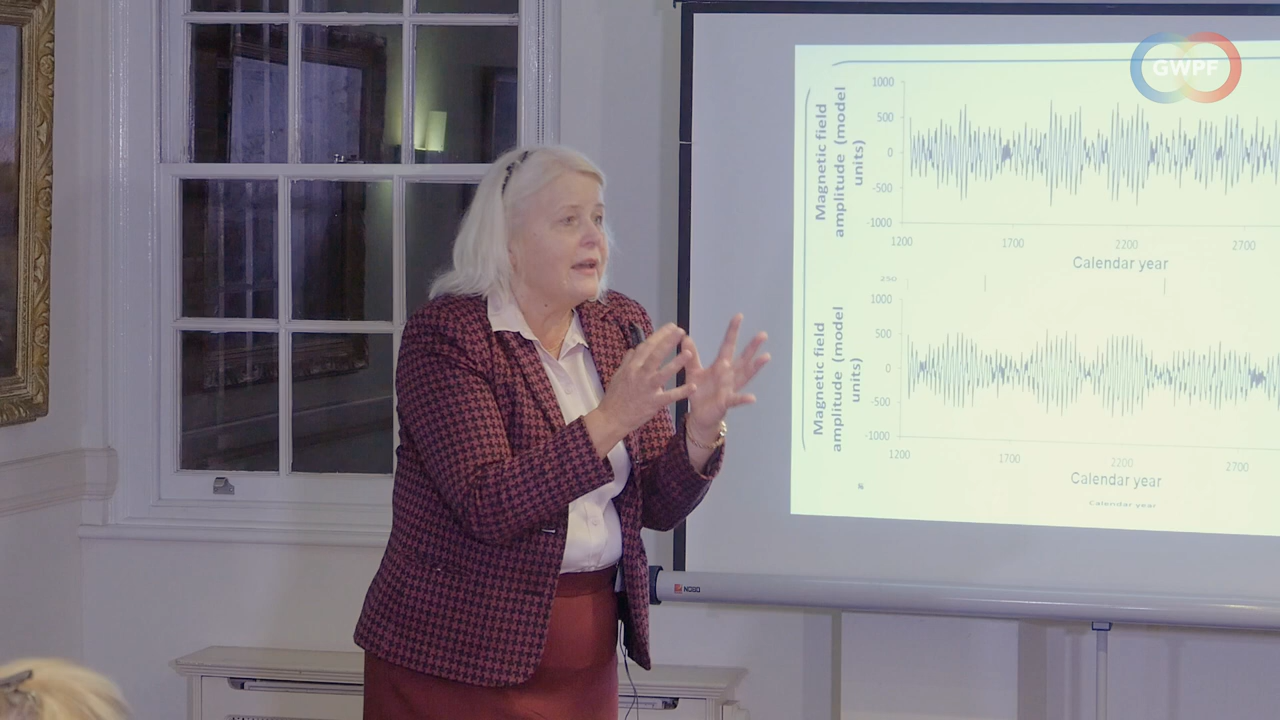 GWPF
Magnetic field
amplitude (model
units)
1000
500
0
-500
-1000
1200
1700
2200
2700
Calendar year
250
Magnetic field
amplitude (model
units)
1000
500
0
-500
-1000
1200
1700
2200
2700
Calendar year
Calendar year
NOBO